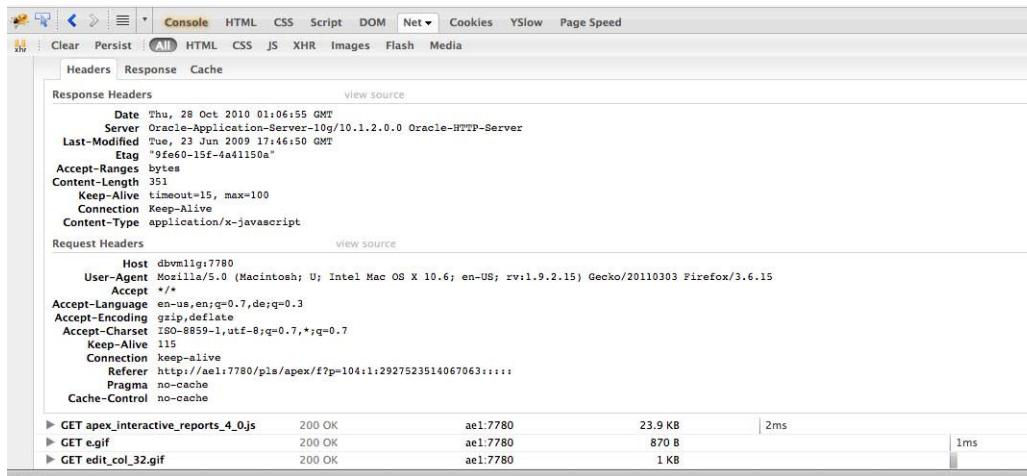 Console HTML CSS Script DOM Net Cookies YSlow Page Speed
xhr Clear Persist All HTML CSS JS XHR Images Flash Media
Headers Response Cache
Response Headers view source
Date Thu, 28 Oct 2010 01:06:55 GMT
Server Oracle-Application-Server-10g/10.1.2.0.0 Oracle-HTTP-Server
Last-Modified Tue, 23 Jun 2009 17:46:50 GMT
Etag "9fe60-15f-4a41150a"
Accept-Ranges bytes
Content-Length 351
Keep-Alive timeout=15, max=100
Connection Keep-Alive
Content-Type application/x-javascript
Request Headers view source
Host dbvm11g:7780
User-Agent Mozilla/5.0 (Macintosh; U; Intel Mac OS X 10.6; en-US; rv:1.9.2.15) Gecko/20110303 Firefox/3.6.15
Accept */*
Accept-Language en-us,en;q=0.7,de;q=0.3
Accept-Encoding gzip,deflate
Accept-Charset ISO-8859-1,utf-8;q=0.7,*;q=0.7
Keep-Alive 115
Connection keep-alive
Referer http://ae1:7780/pls/apex/f?p=104:1:2927523514067063:::::
Pragma no-cache
Cache-Control no-cache
GET apex_interactive_reports_4_0.js 200 OK ae1:7780 23.9 KB 2ms
GET e.gif 200 OK ae1:7780 870 B 1ms
GET edit_col_32.gif 200 OK ae1:7780 1 KB